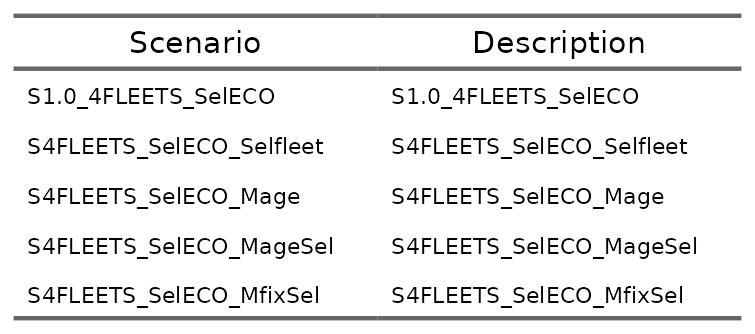 Scenario Description
S1.0_4FLEETS_SelECO S1.0_4FLEETS_SelECO
S4FLEETS_SelECO_Selfleet S4FLEETS_SelECO_Selfleet
S4FLEETS_SelECO_Mage S4FLEETS_SelECO_Mage
S4FLEETS_SelECO_MageSel S4FLEETS_SelECO_MageSel
S4FLEETS_SelECO_MfixSel S4FLEETS_SelECO_MfixSel